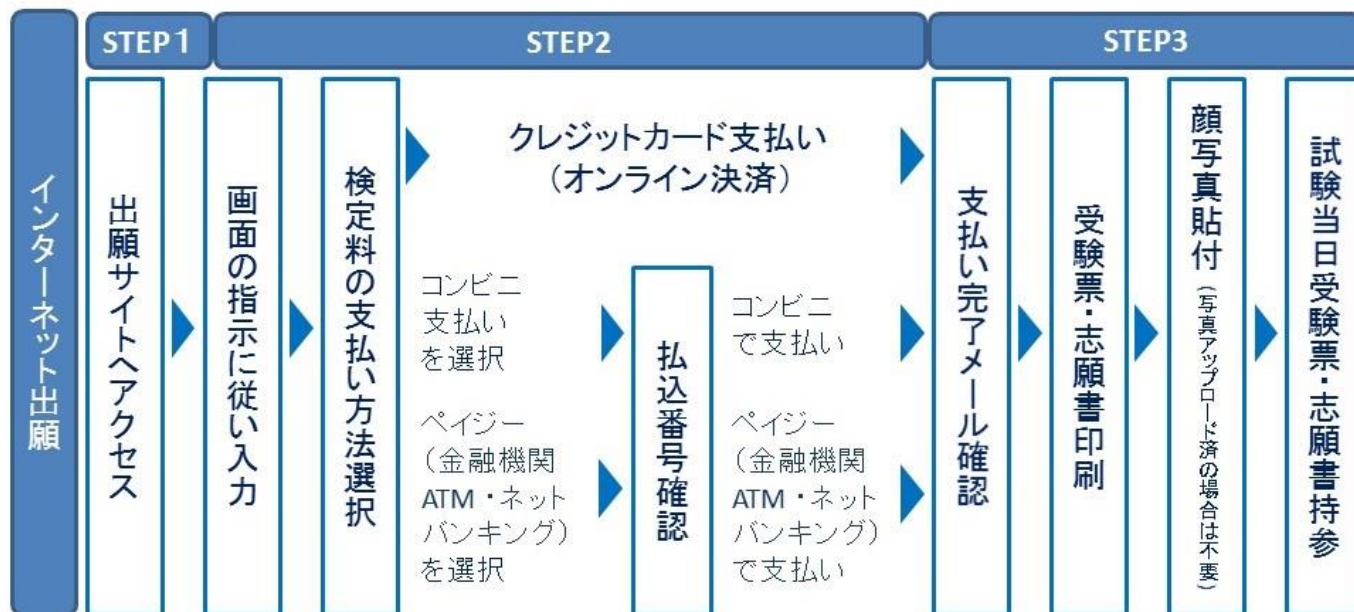 インターネット出願
STEP1
STEP2
STEP3
出願サイトへアクセス
画面の指示に従い入力
検定料の支払い方法選択
クレジットカード支払い
（オンライン決済）
コンビニ
支払い
を選択
ペイジー
（金融機関
ATM・ネット
バンキング）
を選択
払込番号確認
コンビニ
で支払い
ペイジー
（金融機関
ATM・ネット
バンキング）
で支払い
支払い完了メール確認
受験票・志願書印刷
顔写真貼付（写真アップロード済の場合は不要）
試験当日受験票・志願書持参